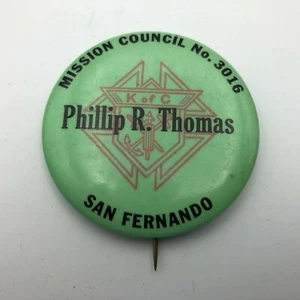 MISSION COUNCIL No. 3016
K of C
Phillip R. Thomas
SAN FERNANDO